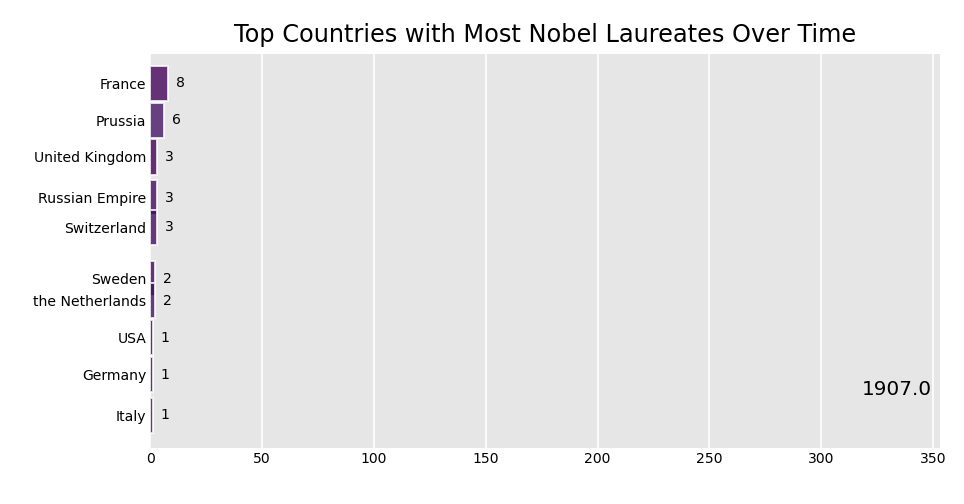 Top Countries with Most Nobel Laureates Over Time
France 8
Prussia 6
United Kingdom 3
Russian Empire 3
Switzerland 3
Sweden 2
the Netherlands 2
USA 1
Germany 1
1907.0
Italy 1
0 50 100 150 200 250 300 350